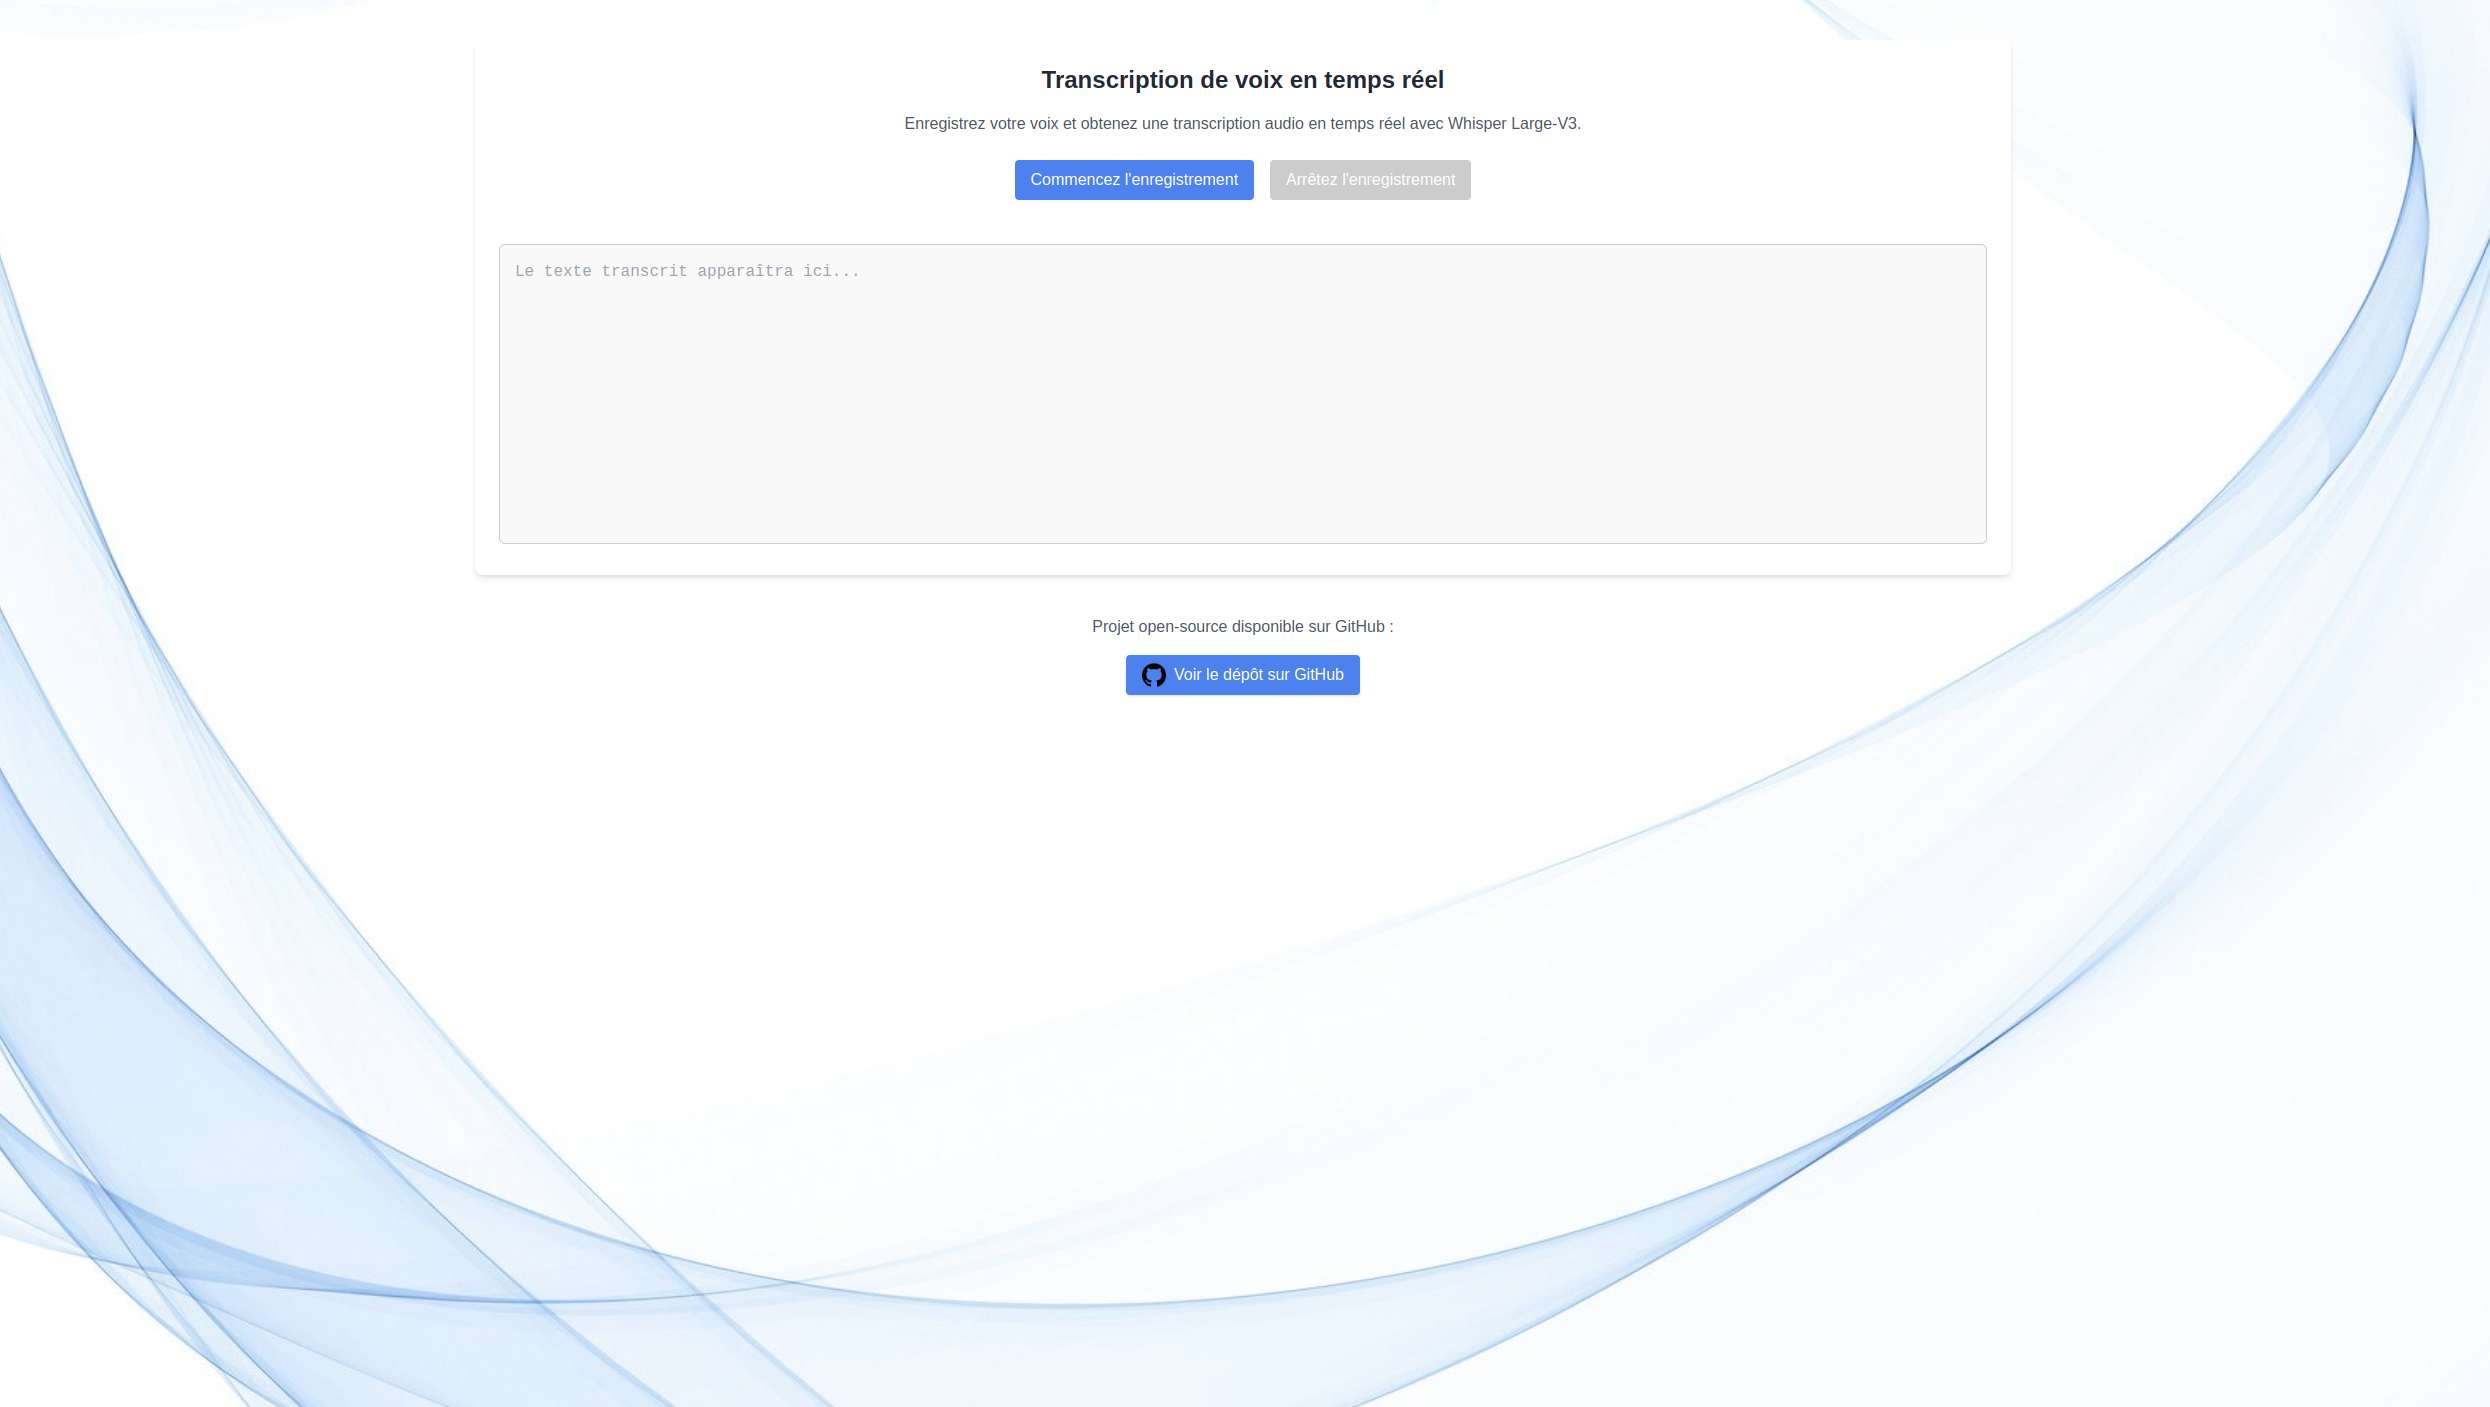 Transcription de voix en temps réel
Enregistrez votre voix et obtenez une transcription audio en temps réel avec Whisper Large-V3.
Commencez l'enregistrement
Arrêtez l'enregistrement
Le texte transcrit apparaîtra ici...
Projet open-source disponible sur GitHub :
Voir le dépôt sur GitHub